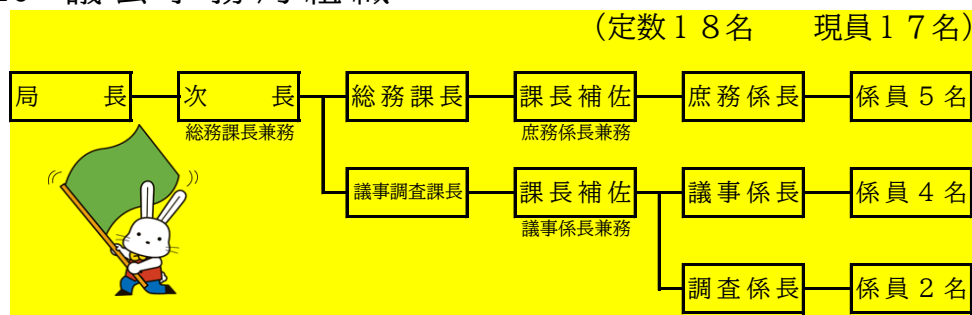 (定数18名　現員17名)
局長 次長 総務課長 課長補佐 庶務係長 係員5名
総務課長兼務 庶務係長兼務
議事調査課長 課長補佐 議事係長 係員4名
議事係長兼務
調査係長 係員2名